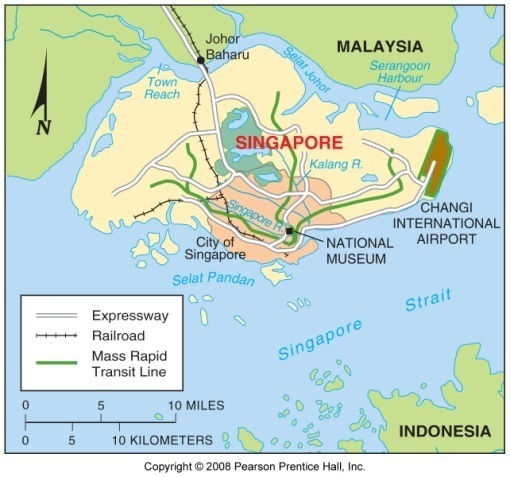 Johor
Baharu
MALAYSIA
Selat Johor
Serangoon
Harbour
Town
Reach
N
SINGAPORE
Kalang R.
Singapore R.
CHANGI
INTERNATIONAL
AIRPORT
City of
Singapore
NATIONAL
MUSEUM
Selat Pandan
Singapore Strait
Expressway
Railroad
Mass Rapid
Transit Line
0 5 10 MILES
0 5 10 KILOMETERS
INDONESIA
Copyright © 2008 Pearson Prentice Hall, Inc.